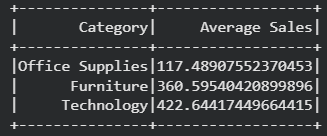 +---------------+------------------+
|       Category|     Average Sales|
+---------------+------------------+
|Office Supplies|117.48907552370453|
|      Furniture|360.59540420899896|
|     Technology|422.64417449664415|
+---------------+------------------+